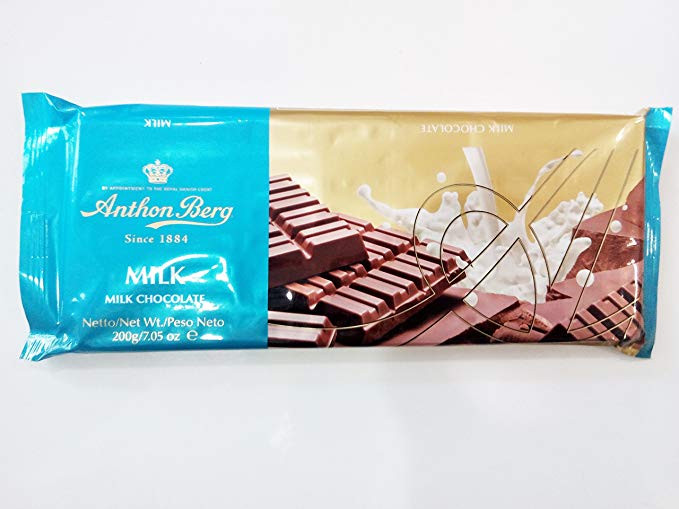 MILK
MILK CHOCOLATE
BY APPOINTMENT TO THE ROYAL DANISH COURT
Anthon Berg
Since 1884
MILK
MILK CHOCOLATE
Netto/Net Wt./Peso Neto
200g/7.05 oz ℮